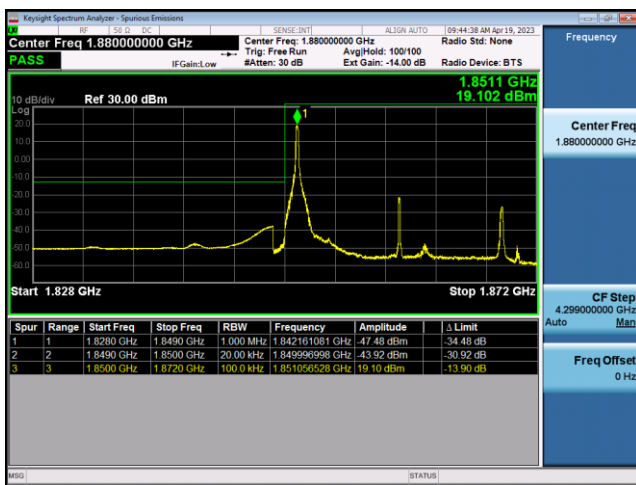 Keysight Spectrum Analyzer - Spurious Emissions
RF 50 Ω DC SENSE:INT ALIGN AUTO 09:44:38 AM Apr 19, 2023
Center Freq 1.880000000 GHz Center Freq: 1.880000000 GHz Radio Std: None
Trig: Free Run Avg|Hold: 100/100
PASS IFGain:Low #Atten: 30 dB Ext Gain: -14.00 dB Radio Device: BTS
1.8511 GHz
19.102 dBm
10 dB/div Ref 30.00 dBm
Log
20.0
10.0
0.00
-10.0
-20.0
-30.0
-40.0
-50.0
-60.0
1
Start 1.828 GHz Stop 1.872 GHz
Spur Range Start Freq Stop Freq RBW Frequency Amplitude Δ Limit
1 1 1.8280 GHz 1.8490 GHz 1.000 MHz 1.842161081 GHz -47.48 dBm -34.48 dB
2 2 1.8490 GHz 1.8500 GHz 20.00 kHz 1.849996998 GHz -43.92 dBm -30.92 dB
3 3 1.8500 GHz 1.8720 GHz 100.0 kHz 1.851056528 GHz 19.10 dBm -13.90 dB
MSG STATUS
Frequency
Center Freq
1.880000000 GHz
CF Step
4.299000000 GHz
Auto Man
Freq Offset
0 Hz